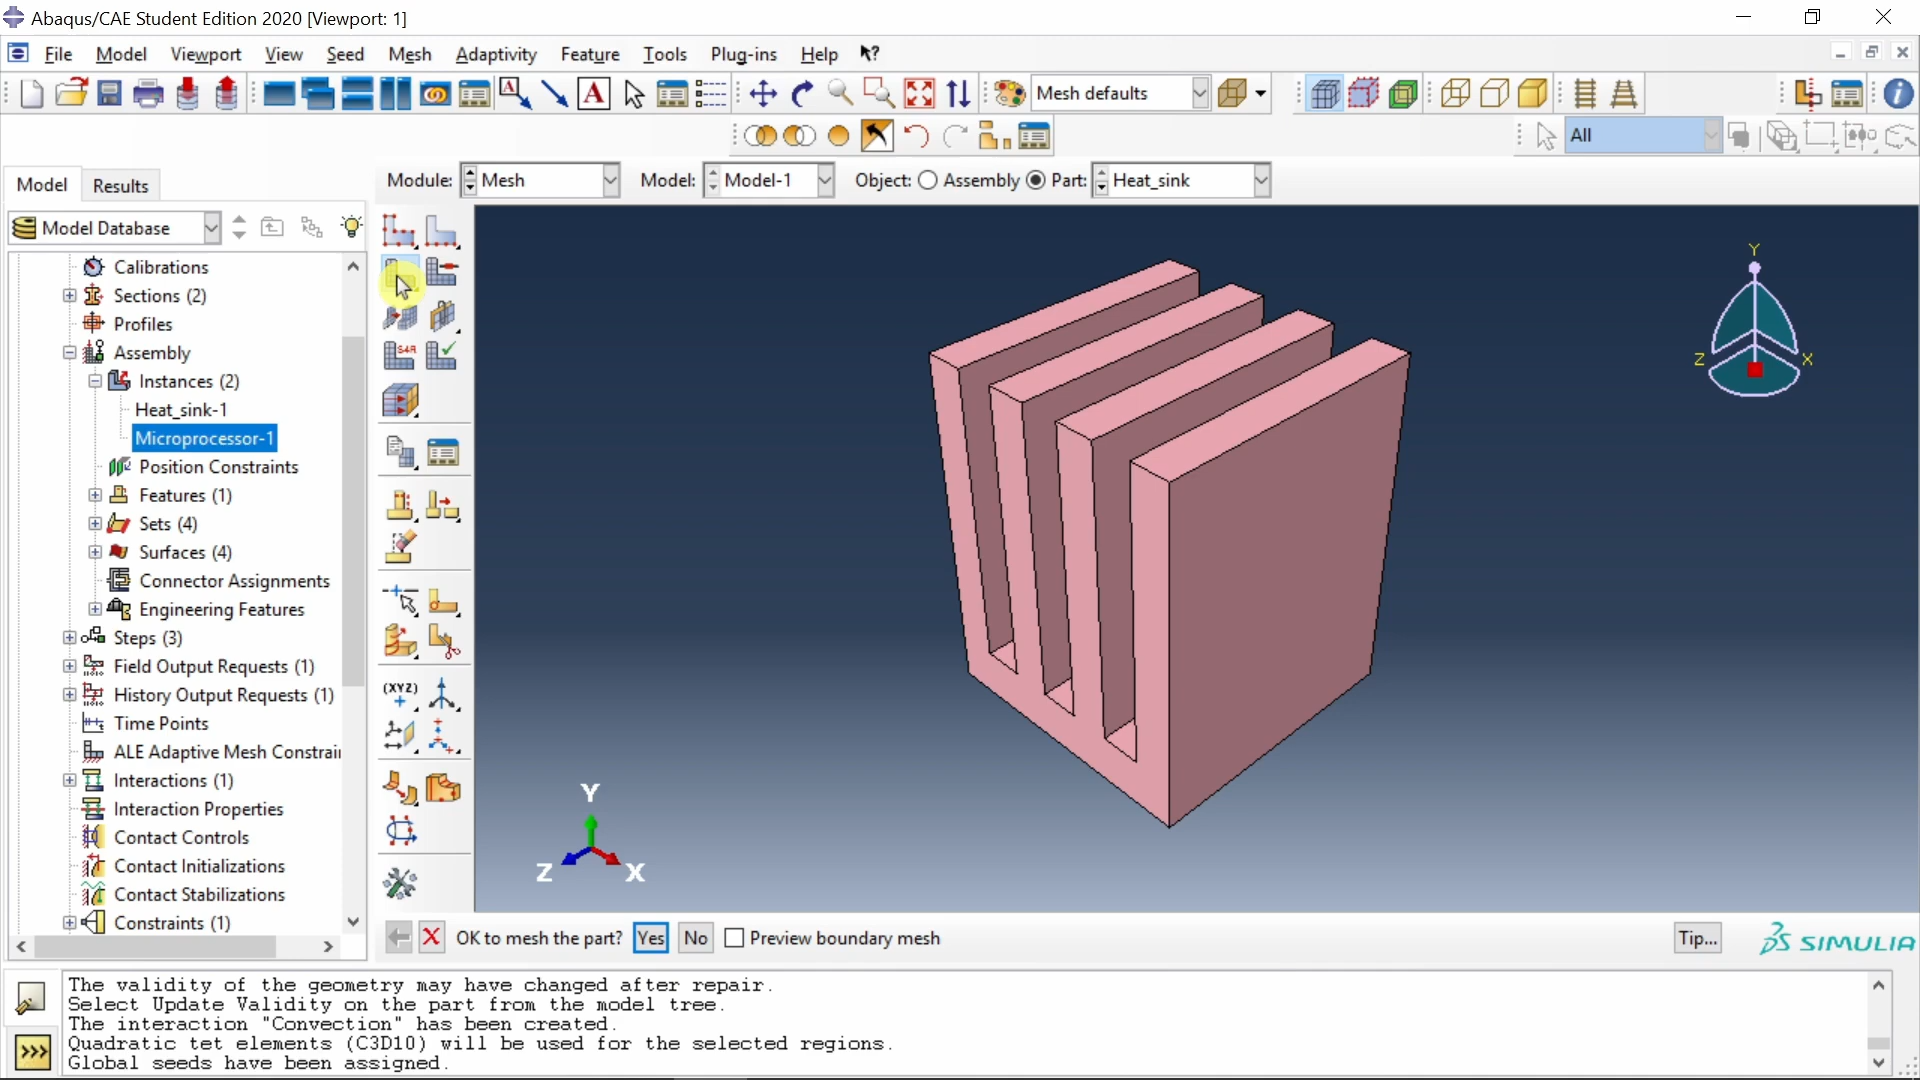 Abaqus/CAE Student Edition 2020 [Viewport: 1]
File Model Viewport View Seed Mesh Adaptivity Feature Tools Plug-ins Help
Mesh defaults
All
Model Results
Module: Mesh Model: Model-1 Object: Assembly Part: Heat_sink
Model Database
Calibrations
Sections (2)
Profiles
Assembly
Instances (2)
Heat_sink-1
Microprocessor-1
Position Constraints
Features (1)
Sets (4)
Surfaces (4)
Connector Assignments
Engineering Features
Steps (3)
Field Output Requests (1)
History Output Requests (1)
Time Points
ALE Adaptive Mesh Constrai
Interactions (1)
Interaction Properties
Contact Controls
Contact Initializations
Contact Stabilizations
Constraints (1)
S4R
(XYZ)
Y
Z
X
Y
Z
X
OK to mesh the part? Yes No Preview boundary mesh
Tip...
SIMULIA
The validity of the geometry may have changed after repair.
Select Update Validity on the part from the model tree.
The interaction "Convection" has been created.
Quadratic tet elements (C3D10) will be used for the selected regions.
Global seeds have been assigned.